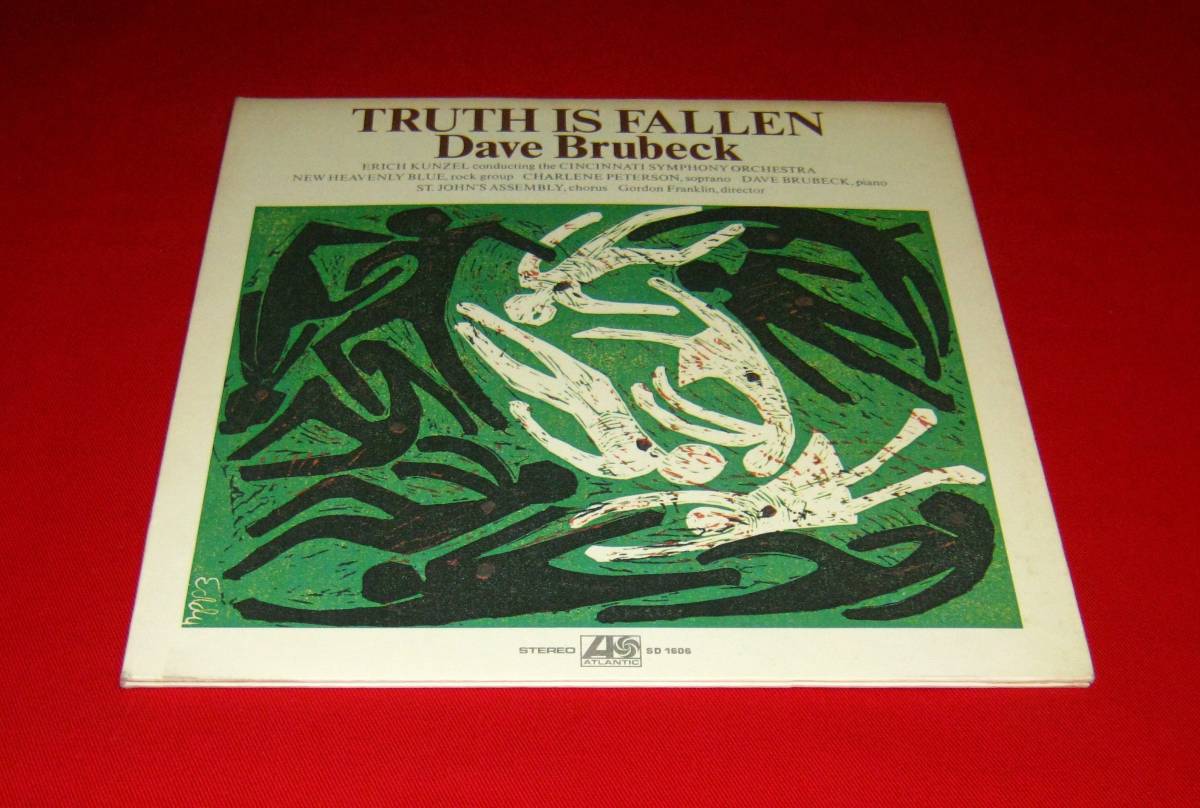 TRUTH IS FALLEN
Dave Brubeck
ERICH KUNZEL conducting the CINCINNATI SYMPHONY ORCHESTRA
NEW HEAVENLY BLUE, rock group CHARLENE PETERSON, soprano DAVE BRUBECK, piano
ST. JOHN'S ASSEMBLY, chorus Gordon Franklin, director
Eddy
STEREO ATLANTIC SD 1606